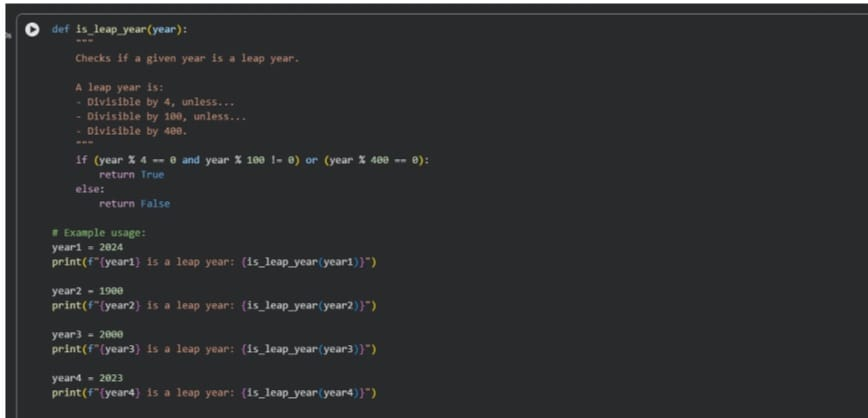 def is_leap_year(year):
    """
    Checks if a given year is a leap year.

    A leap year is:
    - Divisible by 4, unless...
    - Divisible by 100, unless...
    - Divisible by 400.
    """
    if (year % 4 == 0 and year % 100 != 0) or (year % 400 == 0):
        return True
    else:
        return False

# Example usage:
year1 = 2024
print(f"{year1} is a leap year: {is_leap_year(year1)}")

year2 = 1900
print(f"{year2} is a leap year: {is_leap_year(year2)}")

year3 = 2000
print(f"{year3} is a leap year: {is_leap_year(year3)}")

year4 = 2023
print(f"{year4} is a leap year: {is_leap_year(year4)}")